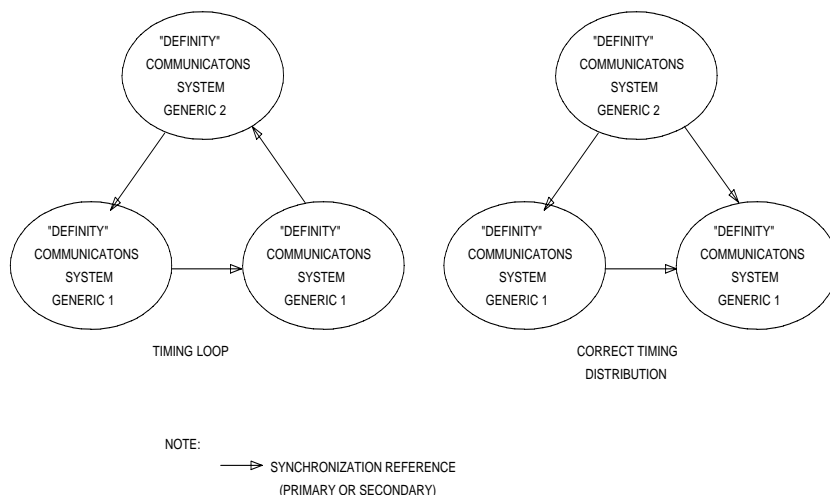 "DEFINITY"
COMMUNICATONS
SYSTEM
GENERIC 2
"DEFINITY"
COMMUNICATONS
SYSTEM
GENERIC 1
"DEFINITY"
COMMUNICATONS
SYSTEM
GENERIC 1
TIMING LOOP
"DEFINITY"
COMMUNICATONS
SYSTEM
GENERIC 2
"DEFINITY"
COMMUNICATONS
SYSTEM
GENERIC 1
"DEFINITY"
COMMUNICATONS
SYSTEM
GENERIC 1
CORRECT TIMING
DISTRIBUTION
NOTE:
SYNCHRONIZATION REFERENCE
(PRIMARY OR SECONDARY)